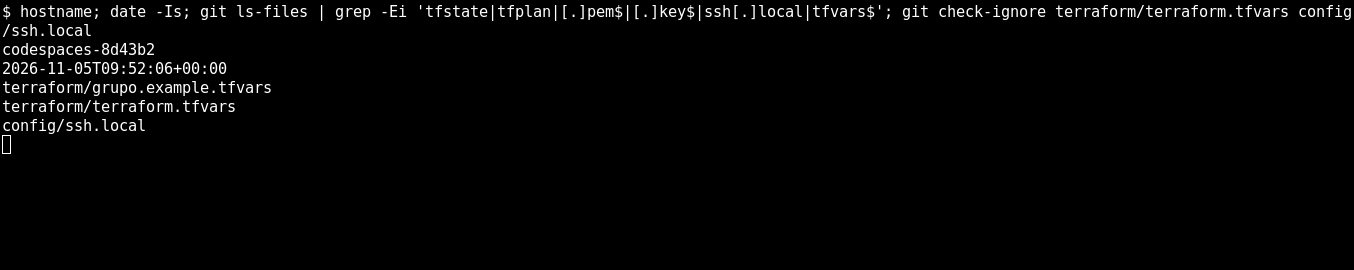 $ hostname; date -Is; git ls-files | grep -Ei 'tfstate|tfplan|[.]pem$|[.]key$|ssh[.]local|tfvars$'; git check-ignore terraform/terraform.tfvars config
/ssh.local
codespaces-8d43b2
2026-11-05T09:52:06+00:00
terraform/grupo.example.tfvars
terraform/terraform.tfvars
config/ssh.local